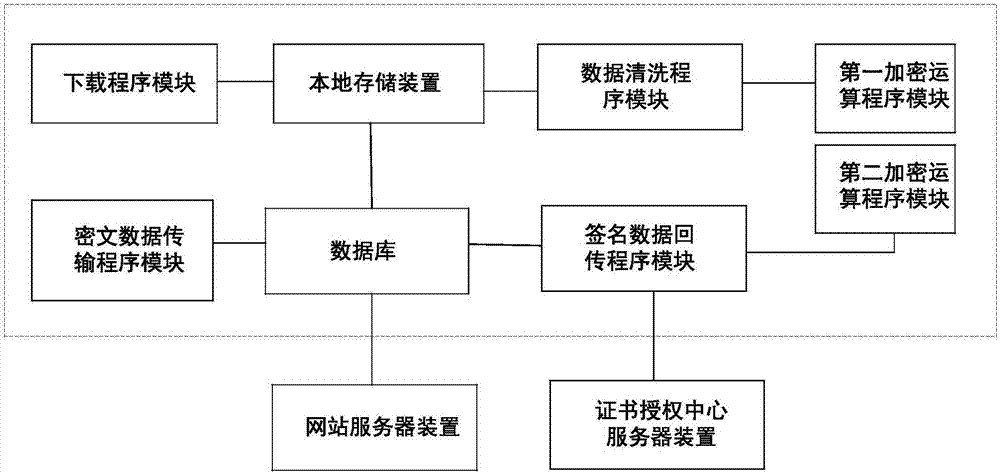 下载程序模块
本地存储装置
数据清洗程
序模块
第一加密运
算程序模块
第二加密运
算程序模块
密文数据传
输程序模块
数据库
签名数据回
传程序模块
网站服务器装置
证书授权中心
服务器装置